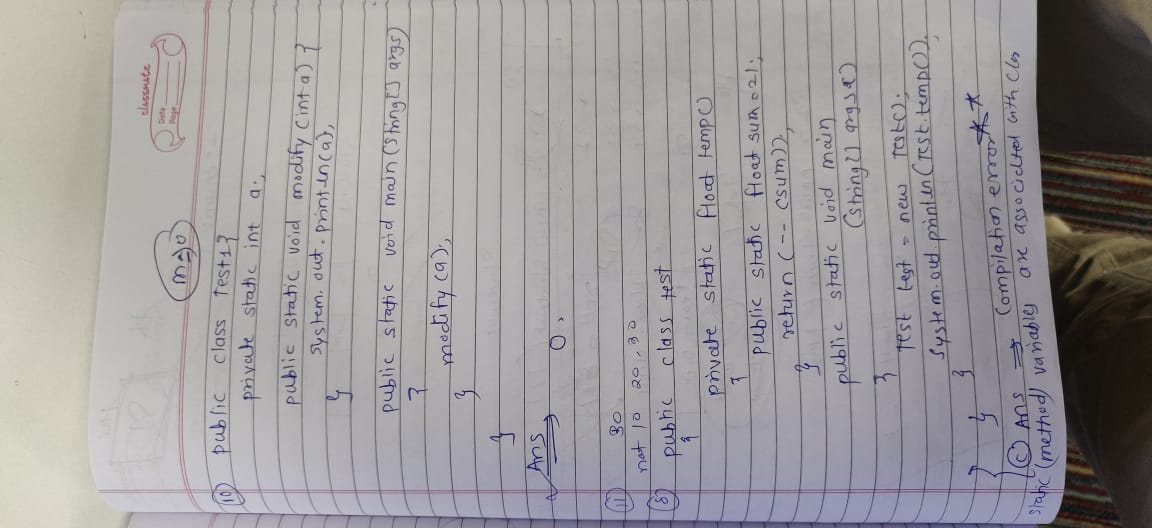 classmate
Date
Page
(10) public class Test1 {
private static int a;
public static void modify (int a) {
System.out.println(a);
}
public static void main (String[] args)
{
modify(a);
}
}
Ans
0.
(11) 30
not 10 20, 30
(8) public class test
{
private static float temp()
{
public static float sum = 21;
return (-- (sum));
}
public static void main
(String[] args)
{
Test test = new Test();
System.out.println(Test.temp());
}
}
(C) Ans ⇒ Compilation error
static (method) variables are associated with Clas